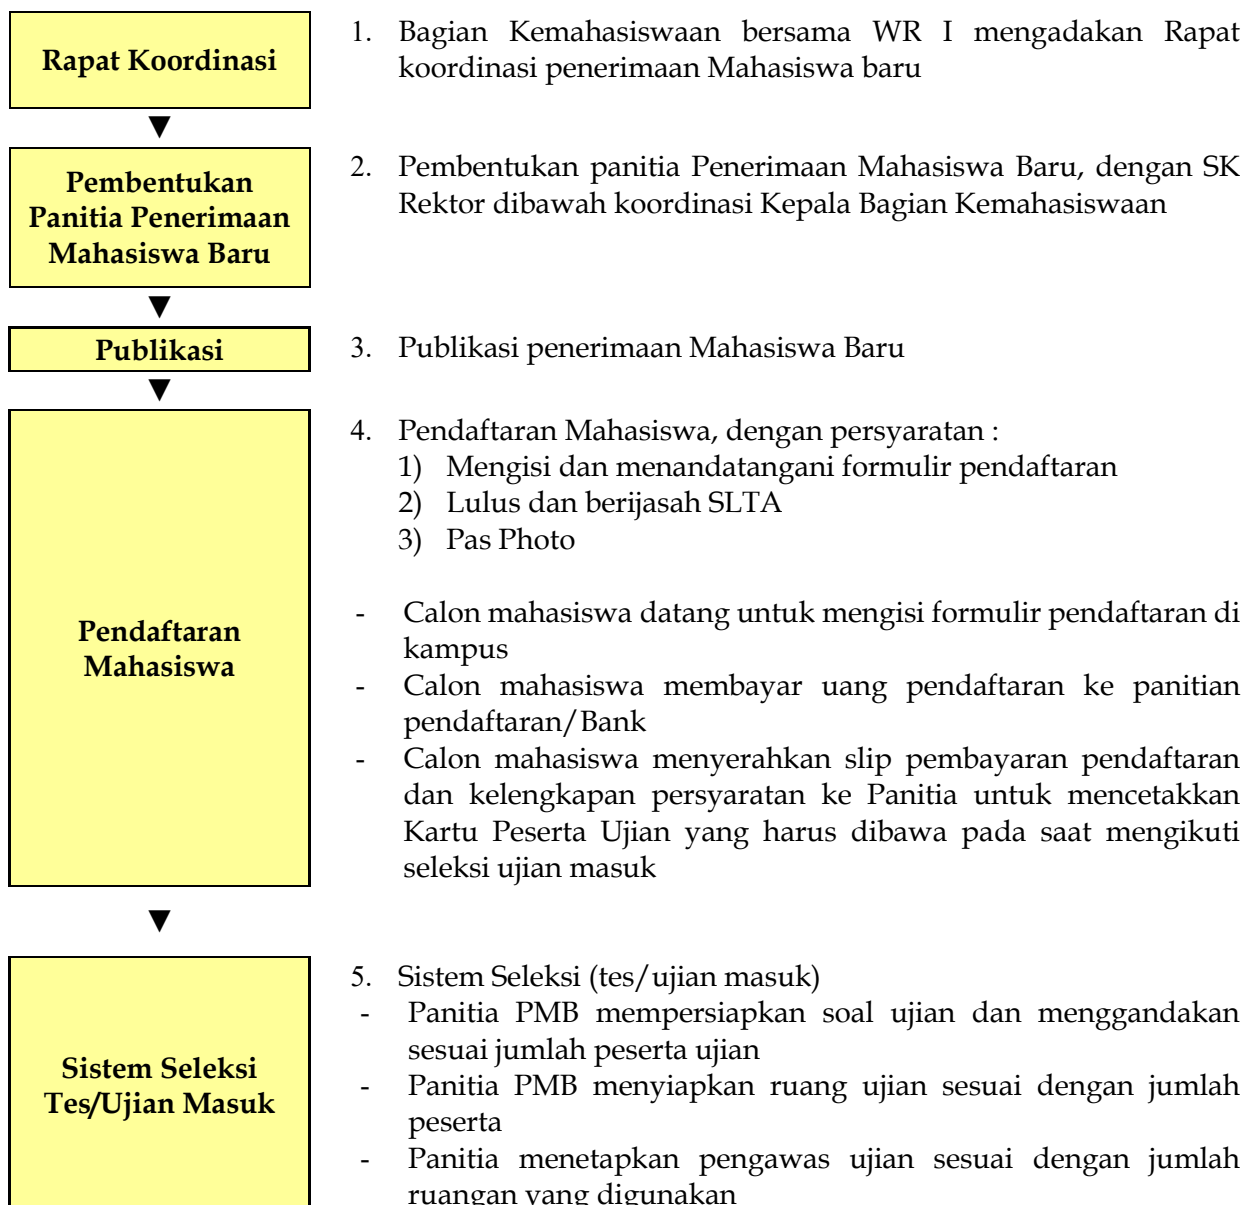 Rapat Koordinasi
1. Bagian Kemahasiswaan bersama WR I mengadakan Rapat
koordinasi penerimaan Mahasiswa baru
▼
Pembentukan
Panitia Penerimaan
Mahasiswa Baru
2. Pembentukan panitia Penerimaan Mahasiswa Baru, dengan SK
Rektor dibawah koordinasi Kepala Bagian Kemahasiswaan
▼
Publikasi
3. Publikasi penerimaan Mahasiswa Baru
▼
Pendaftaran
Mahasiswa
4. Pendaftaran Mahasiswa, dengan persyaratan :
1) Mengisi dan menandatangani formulir pendaftaran
2) Lulus dan berijasah SLTA
3) Pas Photo
- Calon mahasiswa datang untuk mengisi formulir pendaftaran di
kampus
- Calon mahasiswa membayar uang pendaftaran ke panitian
pendaftaran/Bank
- Calon mahasiswa menyerahkan slip pembayaran pendaftaran
dan kelengkapan persyaratan ke Panitia untuk mencetakkan
Kartu Peserta Ujian yang harus dibawa pada saat mengikuti
seleksi ujian masuk
▼
Sistem Seleksi
Tes/Ujian Masuk
5. Sistem Seleksi (tes/ujian masuk)
- Panitia PMB mempersiapkan soal ujian dan menggandakan
sesuai jumlah peserta ujian
- Panitia PMB menyiapkan ruang ujian sesuai dengan jumlah
peserta
- Panitia menetapkan pengawas ujian sesuai dengan jumlah
ruangan yang digunakan